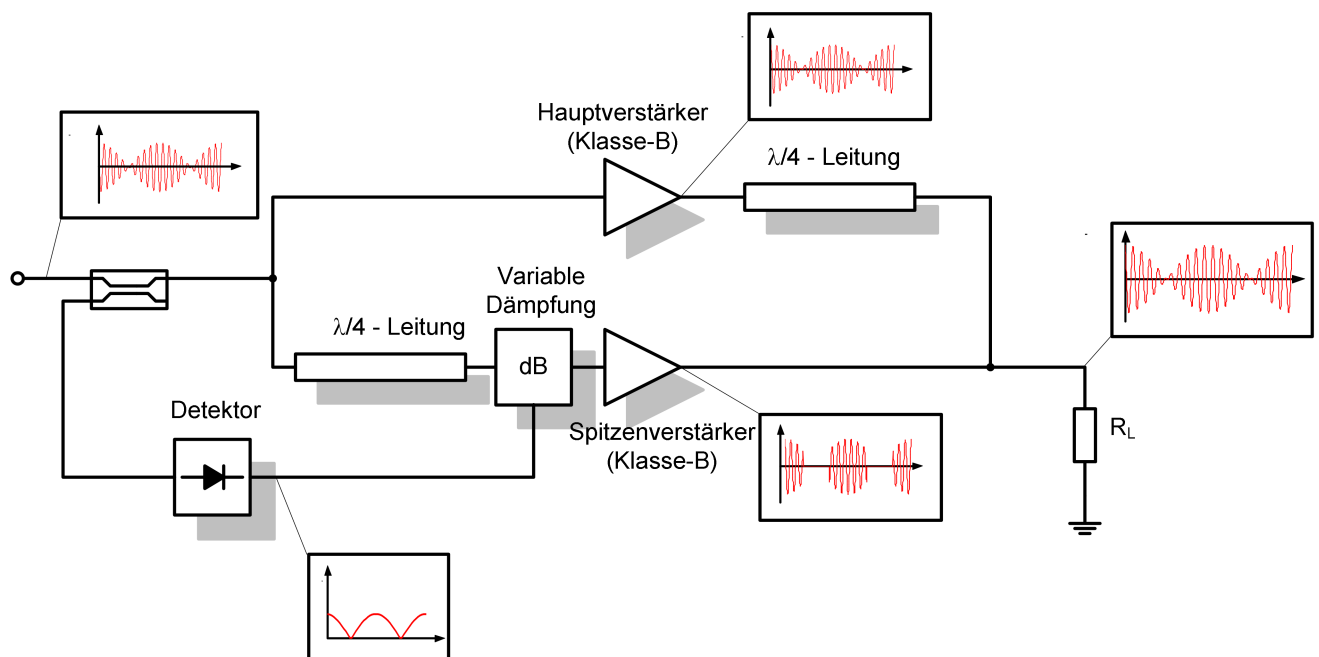 Hauptverstärker
(Klasse-B)
λ/4 - Leitung
Variable
Dämpfung
λ/4 - Leitung
dB
Detektor
Spitzenverstärker
(Klasse-B)
RL